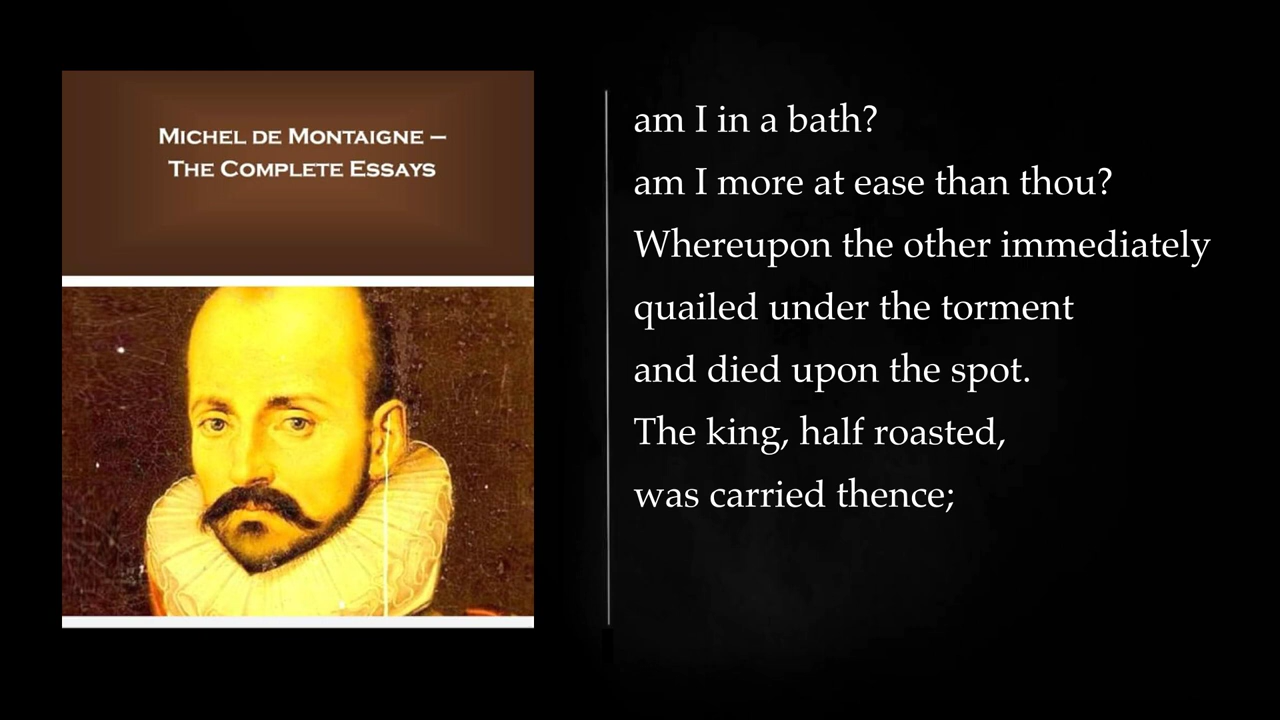 MICHEL DE MONTAIGNE –
THE COMPLETE ESSAYS
am I in a bath?
am I more at ease than thou?
Whereupon the other immediately
quailed under the torment
and died upon the spot.
The king, half roasted,
was carried thence;